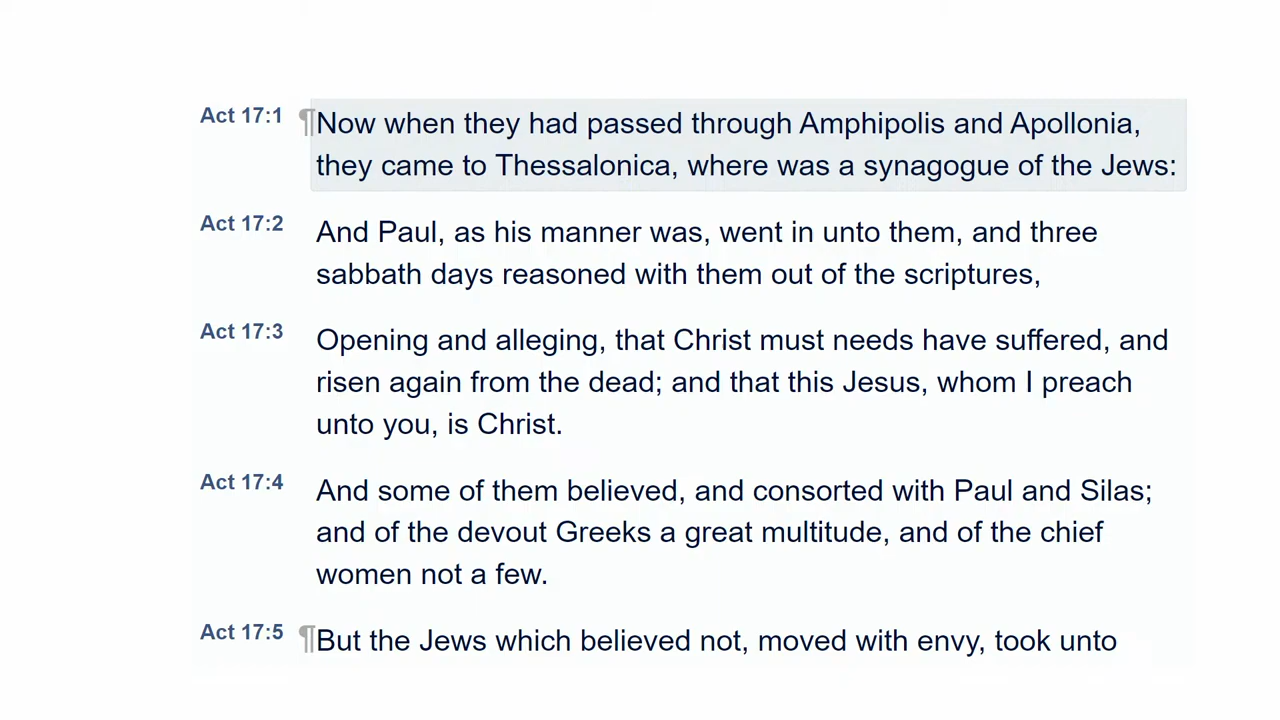 Act 17:1 ¶Now when they had passed through Amphipolis and Apollonia,
they came to Thessalonica, where was a synagogue of the Jews:
Act 17:2 And Paul, as his manner was, went in unto them, and three
sabbath days reasoned with them out of the scriptures,
Act 17:3 Opening and alleging, that Christ must needs have suffered, and
risen again from the dead; and that this Jesus, whom I preach
unto you, is Christ.
Act 17:4 And some of them believed, and consorted with Paul and Silas;
and of the devout Greeks a great multitude, and of the chief
women not a few.
Act 17:5 ¶But the Jews which believed not, moved with envy, took unto